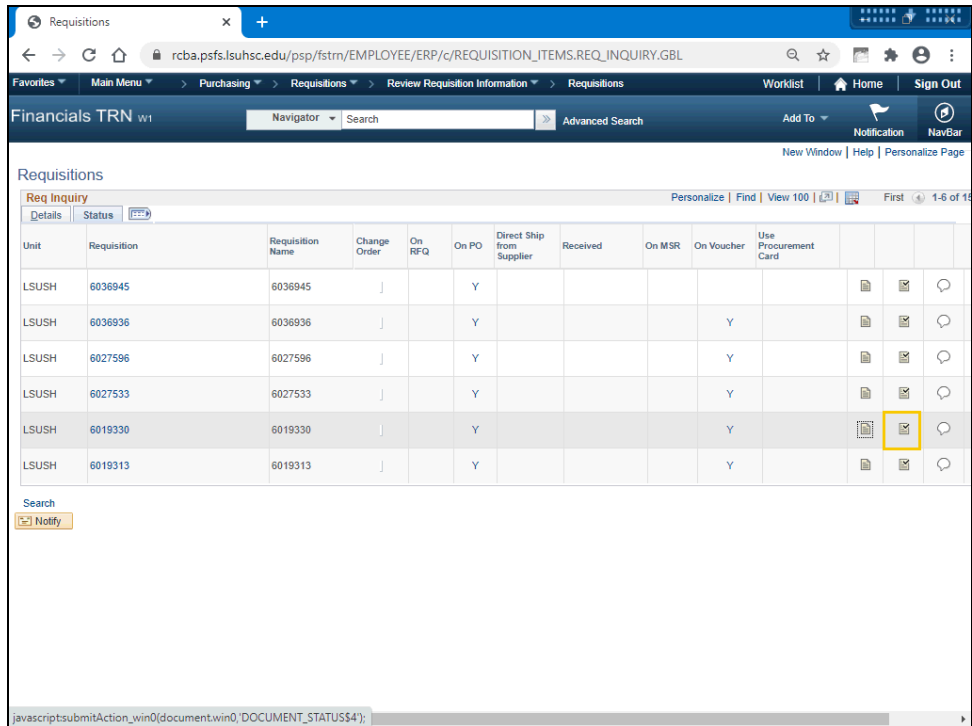 Requisitions
rcba.psfs.lsuhsc.edu/psp/fstrn/EMPLOYEE/ERP/c/REQUISITION_ITEMS.REQ_INQUIRY.GBL
Favorites Main Menu > Purchasing > Requisitions > Review Requisition Information > Requisitions Worklist Home Sign Out
Financials TRN W1 Navigator Search Advanced Search Add To Notification NavBar
New Window | Help | Personalize Page
Requisitions
Req Inquiry Personalize | Find | View 100 | First 1-6 of 15
Details Status
Unit Requisition Requisition Name Change Order On RFQ On PO Direct Ship from Supplier Received On MSR On Voucher Use Procurement Card
LSUSH 6036945 6036945 Y
LSUSH 6036936 6036936 Y Y
LSUSH 6027596 6027596 Y Y
LSUSH 6027533 6027533 Y Y
LSUSH 6019330 6019330 Y Y
LSUSH 6019313 6019313 Y Y
Search
Notify
javascript:submitAction_win0(document.win0,'DOCUMENT_STATUS$4');